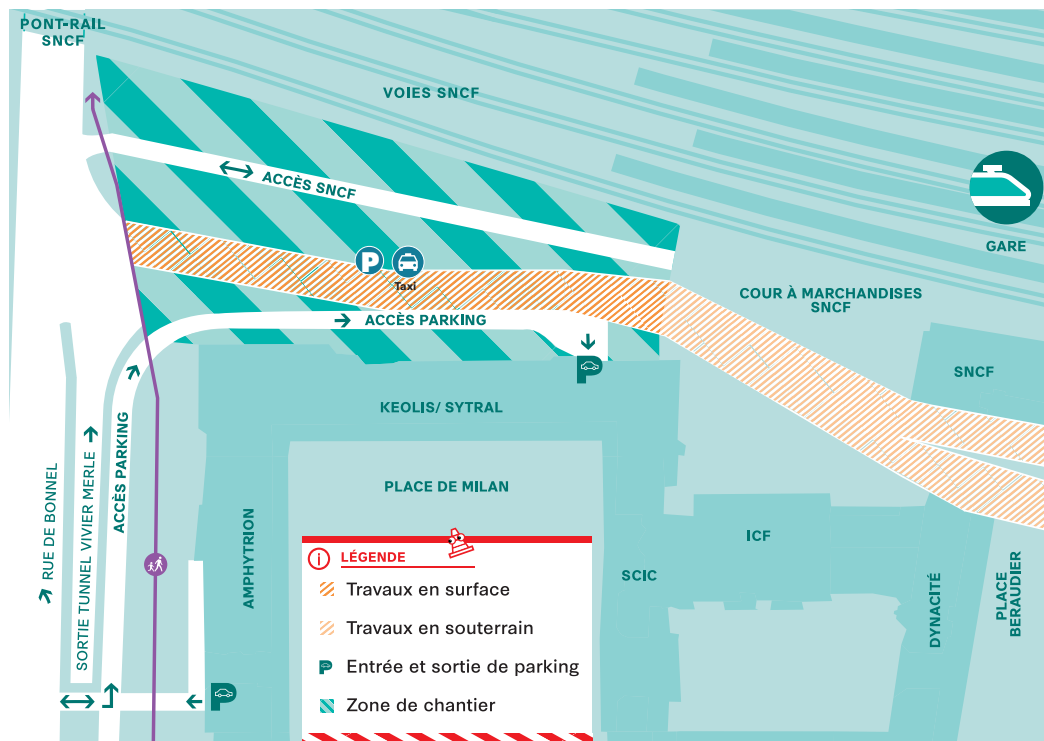 PONT-RAIL
SNCF
VOIES SNCF
ACCÈS SNCF
GARE
P
Taxi
COUR À MARCHANDISES
SNCF
ACCÈS PARKING
P
SNCF
KEOLIS/ SYTRAL
PLACE DE MILAN
RUE DE BONNEL
SORTIE TUNNEL VIVIER MERLE
ACCÈS PARKING
AMPHYTRION
P
SCIC
ICF
DYNACITÉ
PLACE
BERAUDIER
i LÉGENDE
Travaux en surface
Travaux en souterrain
P Entrée et sortie de parking
Zone de chantier